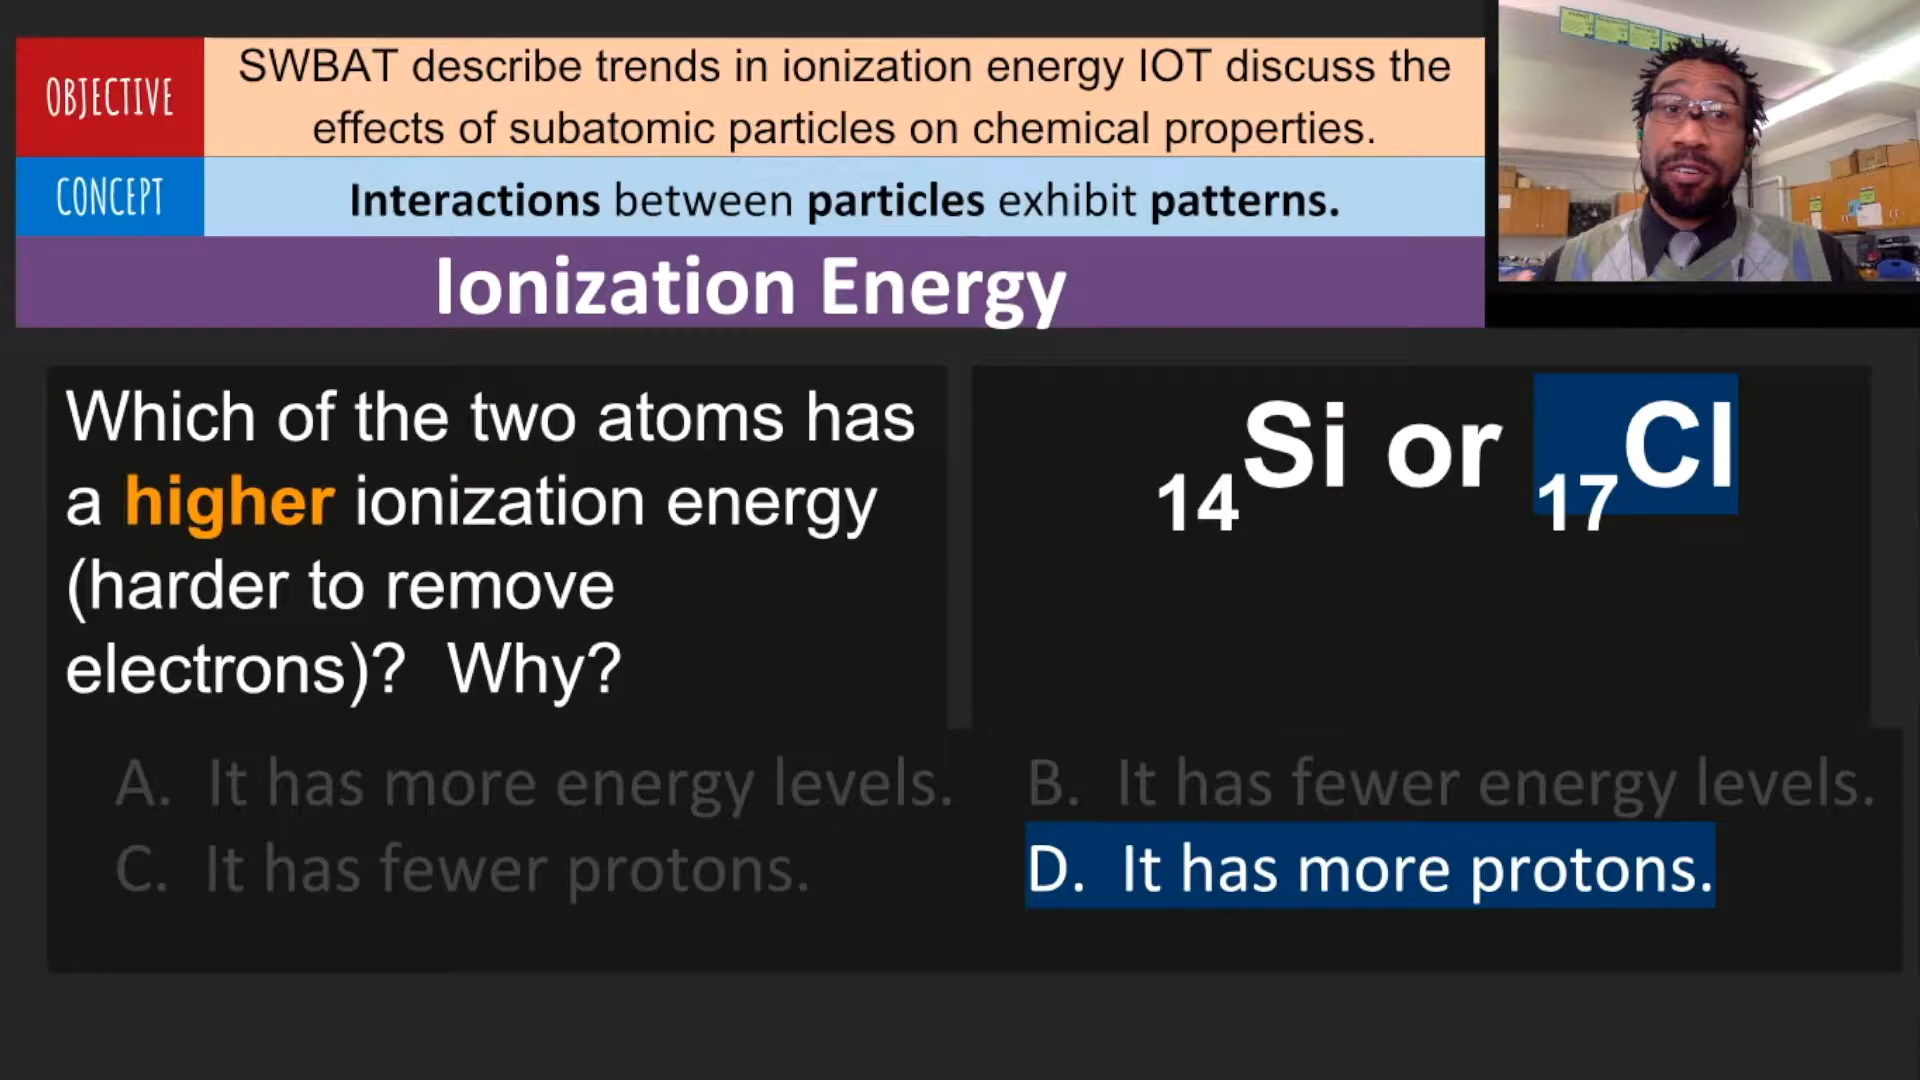 OBJECTIVE
SWBAT describe trends in ionization energy IOT discuss the
effects of subatomic particles on chemical properties.
CONCEPT
Interactions between particles exhibit patterns.
Ionization Energy
Which of the two atoms has
a higher ionization energy
(harder to remove
electrons)? Why?
14Si or 17Cl
A. It has more energy levels.
B. It has fewer energy levels.
C. It has fewer protons.
D. It has more protons.